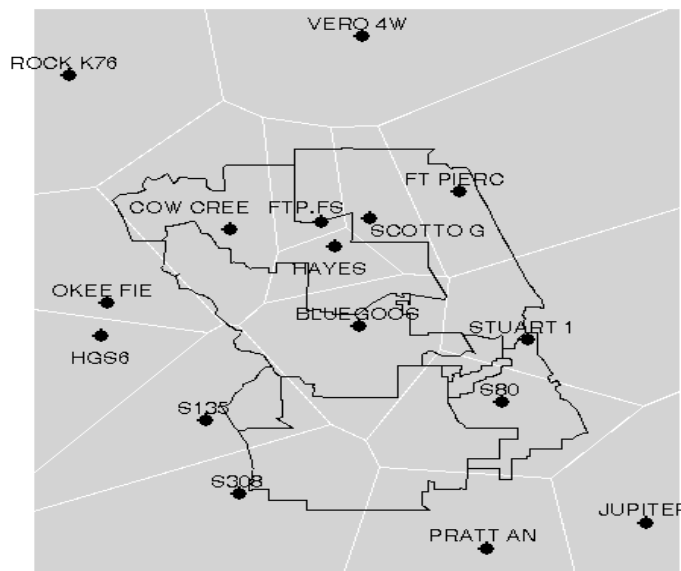 VERO 4W
ROCK K76
FT PIERC
COW CREE
FTP.FS
SCOTTO G
HAYES
OKEE FIE
BLUEGOOS
STUART 1
HGS6
S80
S135
S308
JUPITER
PRATT AN